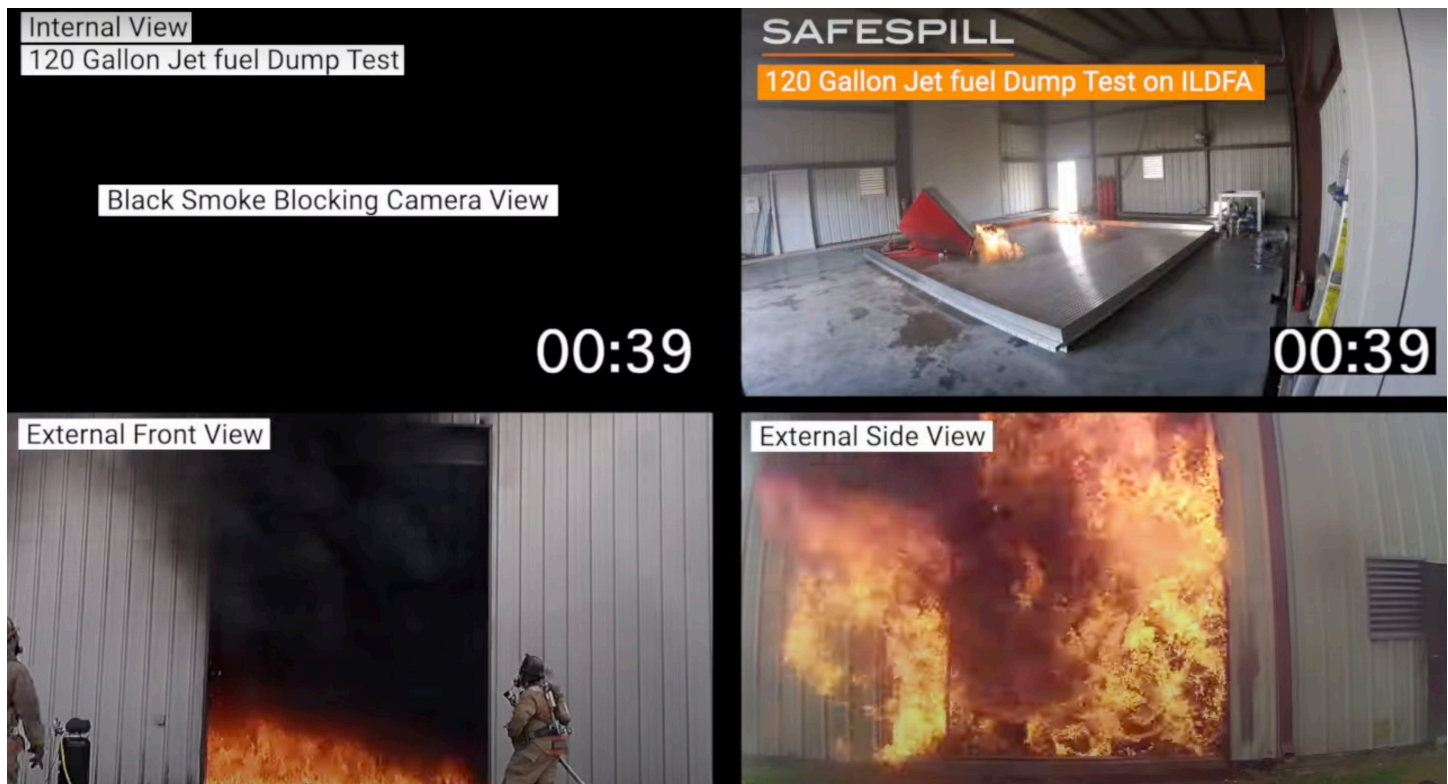 Internal View
120 Gallon Jet fuel Dump Test
Black Smoke Blocking Camera View
00:39
SAFESPILL
120 Gallon Jet fuel Dump Test on ILDFA
00:39
External Front View
External Side View